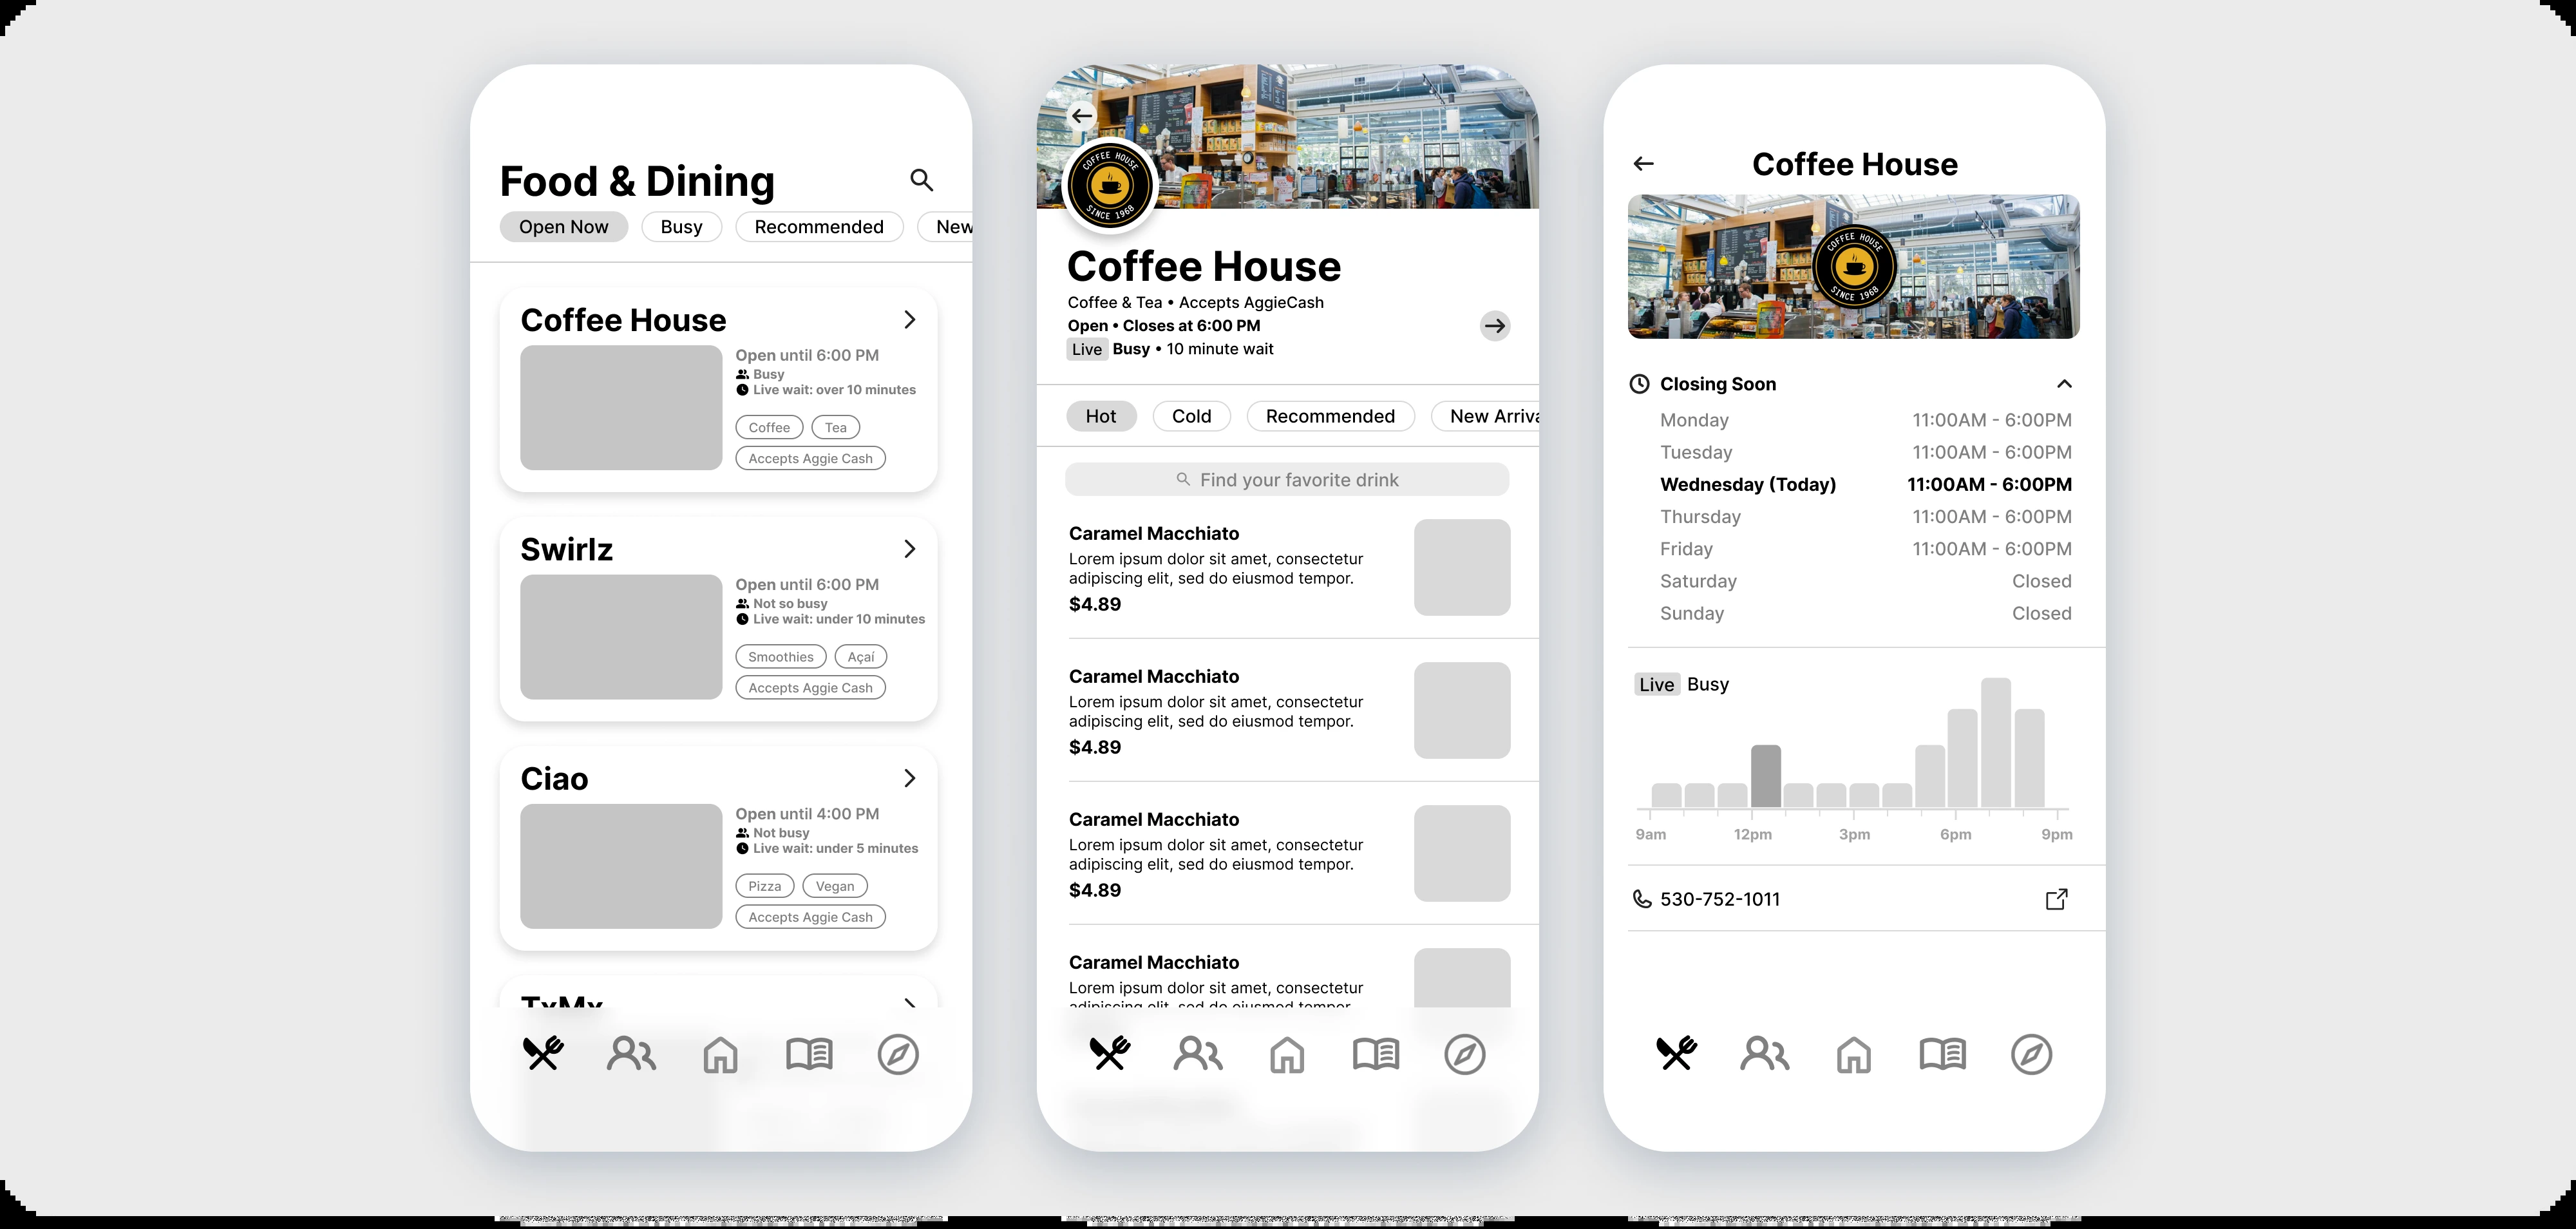 Food & Dining
Open Now
Busy
Recommended
New
Coffee House
Open until 6:00 PM
Busy
Live wait: over 10 minutes
Coffee
Tea
Accepts Aggie Cash
Swirlz
Open until 6:00 PM
Not so busy
Live wait: under 10 minutes
Smoothies
Açaí
Accepts Aggie Cash
Ciao
Open until 4:00 PM
Not busy
Live wait: under 5 minutes
Pizza
Vegan
Accepts Aggie Cash
TxMx
COFFEE HOUSE
SINCE 1968
Coffee House
Coffee & Tea • Accepts AggieCash
Open • Closes at 6:00 PM
Live Busy • 10 minute wait
Hot
Cold
Recommended
New Arriva
Find your favorite drink
Caramel Macchiato
Lorem ipsum dolor sit amet, consectetur
adipiscing elit, sed do eiusmod tempor.
$4.89
Caramel Macchiato
Lorem ipsum dolor sit amet, consectetur
adipiscing elit, sed do eiusmod tempor.
$4.89
Caramel Macchiato
Lorem ipsum dolor sit amet, consectetur
adipiscing elit, sed do eiusmod tempor.
$4.89
Caramel Macchiato
Lorem ipsum dolor sit amet, consectetur
adipiscing elit, sed do eiusmod tempor.
Coffee House
COFFEE HOUSE
SINCE 1968
Closing Soon
Monday 11:00AM - 6:00PM
Tuesday 11:00AM - 6:00PM
Wednesday (Today) 11:00AM - 6:00PM
Thursday 11:00AM - 6:00PM
Friday 11:00AM - 6:00PM
Saturday Closed
Sunday Closed
Live Busy
9am 12pm 3pm 6pm 9pm
530-752-1011